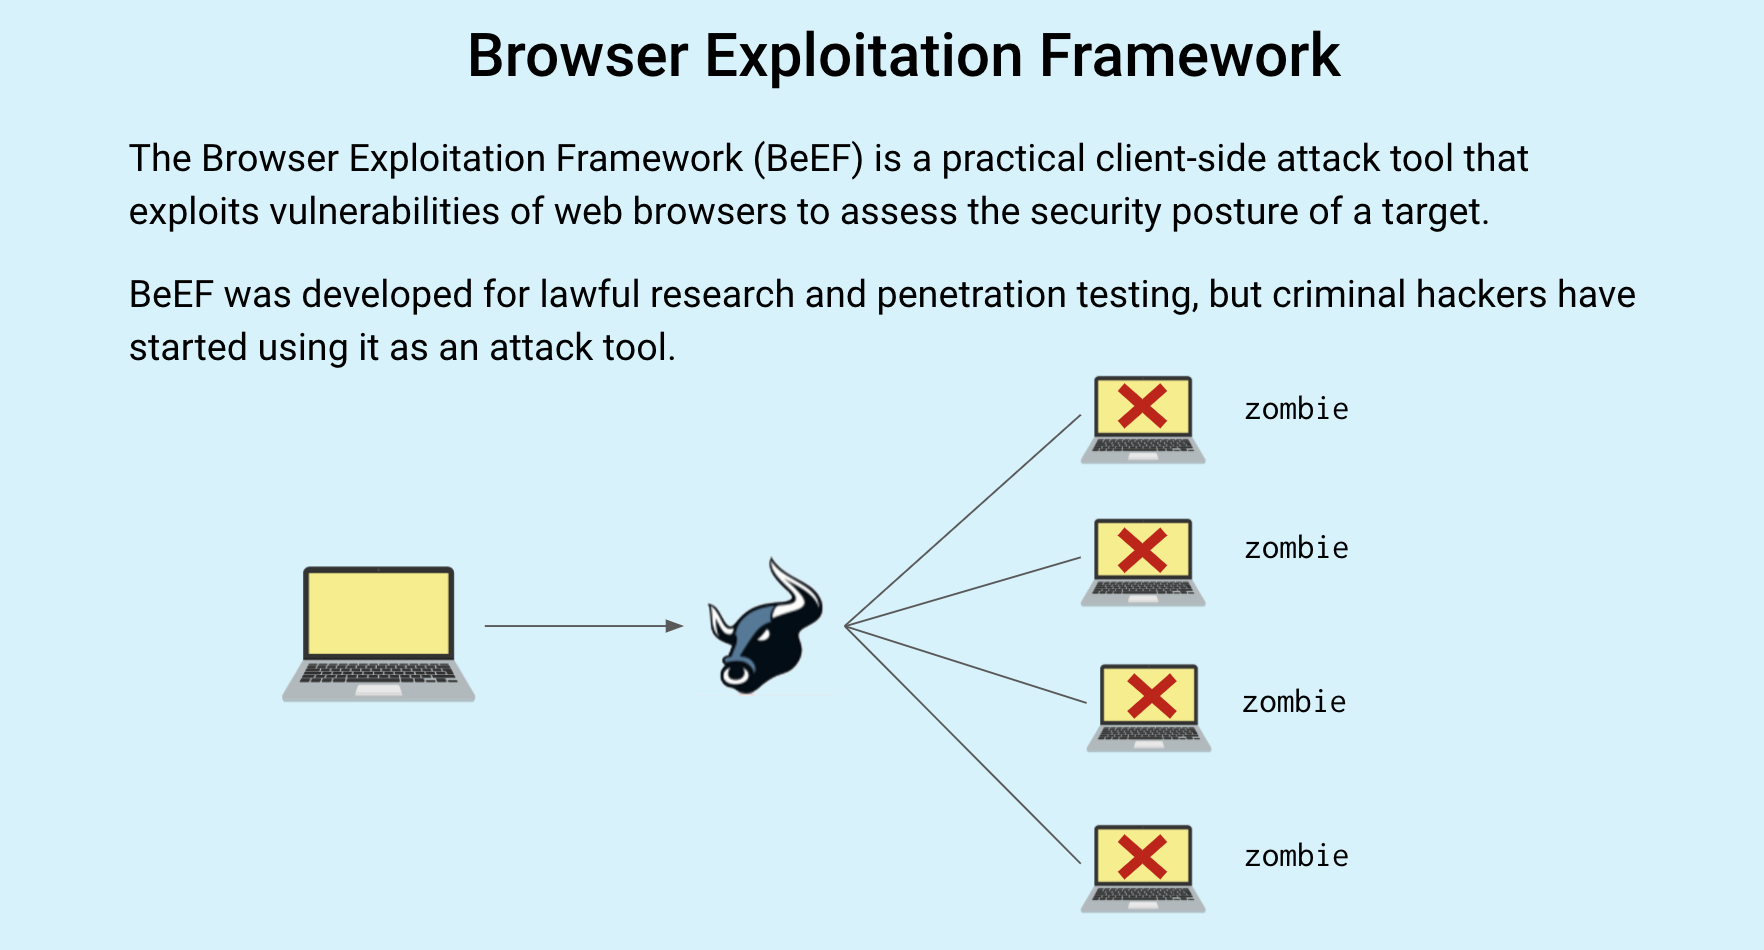 Browser Exploitation Framework
The Browser Exploitation Framework (BeEF) is a practical client-side attack tool that
exploits vulnerabilities of web browsers to assess the security posture of a target.
BeEF was developed for lawful research and penetration testing, but criminal hackers have
started using it as an attack tool.
zombie
zombie
zombie
zombie